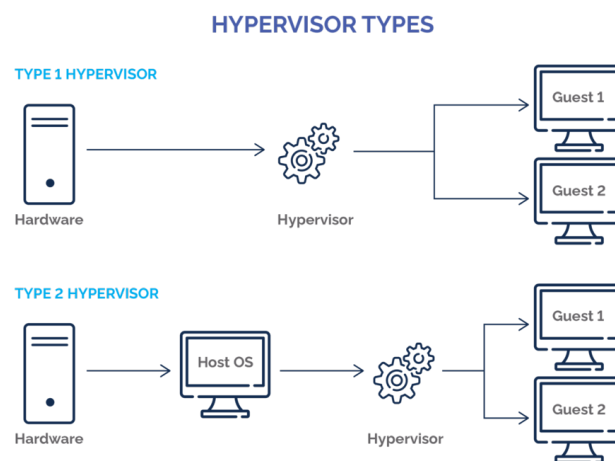 HYPERVISOR TYPES
TYPE 1 HYPERVISOR
Guest 1
Guest 2
Hardware
Hypervisor
TYPE 2 HYPERVISOR
Guest 1
Host OS
Guest 2
Hardware
Hypervisor